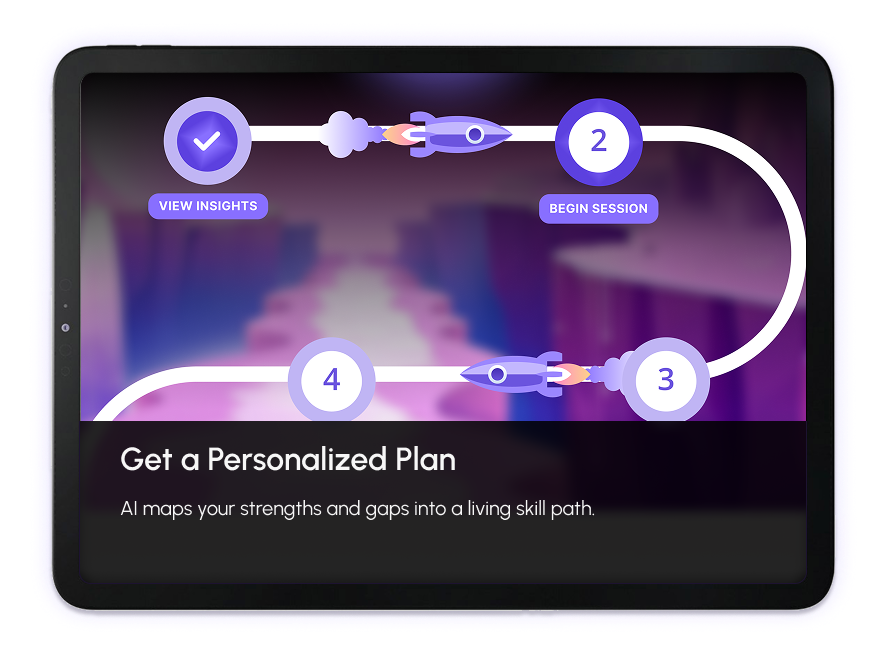 VIEW INSIGHTS
2
BEGIN SESSION
4
3
Get a Personalized Plan
AI maps your strengths and gaps into a living skill path.